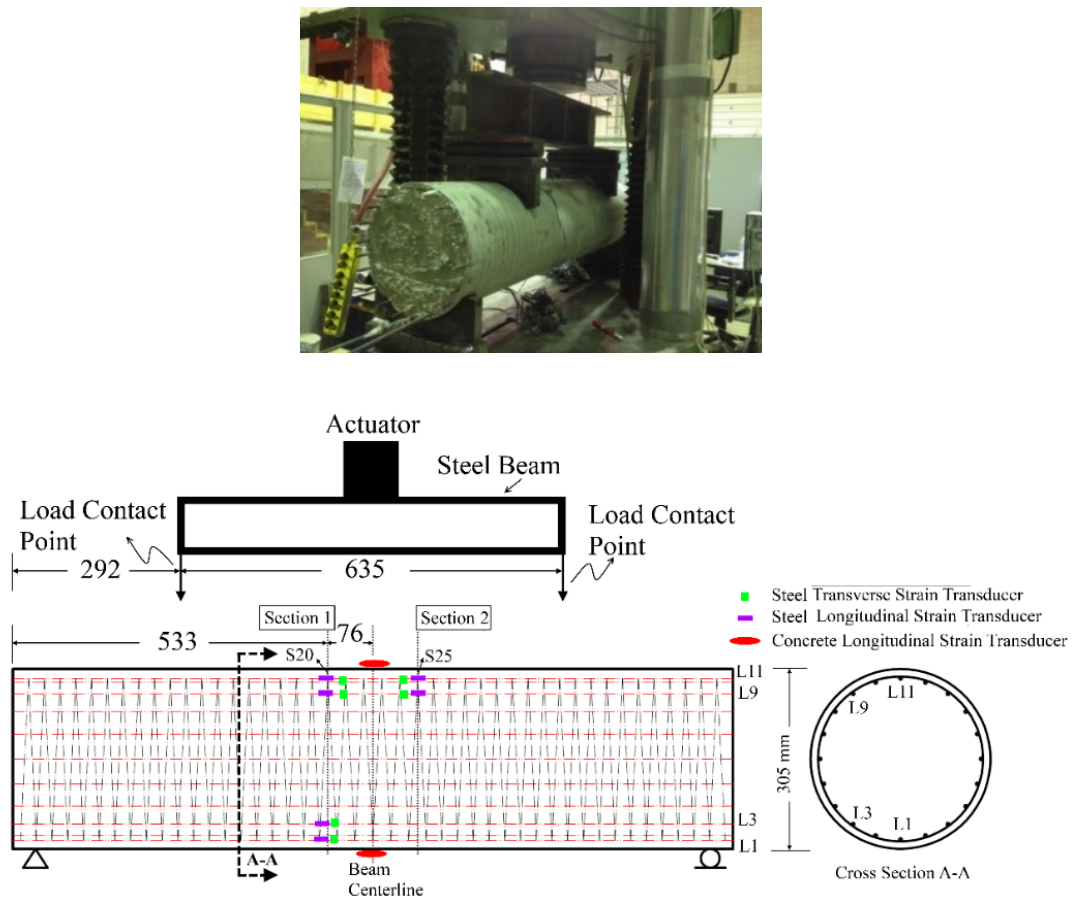 Actuator
Steel Beam
Load Contact
Point
Load Contact
Point
292
635
Steel Transverse Strain Transducer
Steel Longitudinal Strain Transducer
Concrete Longitudinal Strain Transducer
Section 1
76
Section 2
533
S20
S25
L11
L9
L3
L1
A-A
Beam
Centerline
305 mm
L11
L9
L3
L1
Cross Section A-A